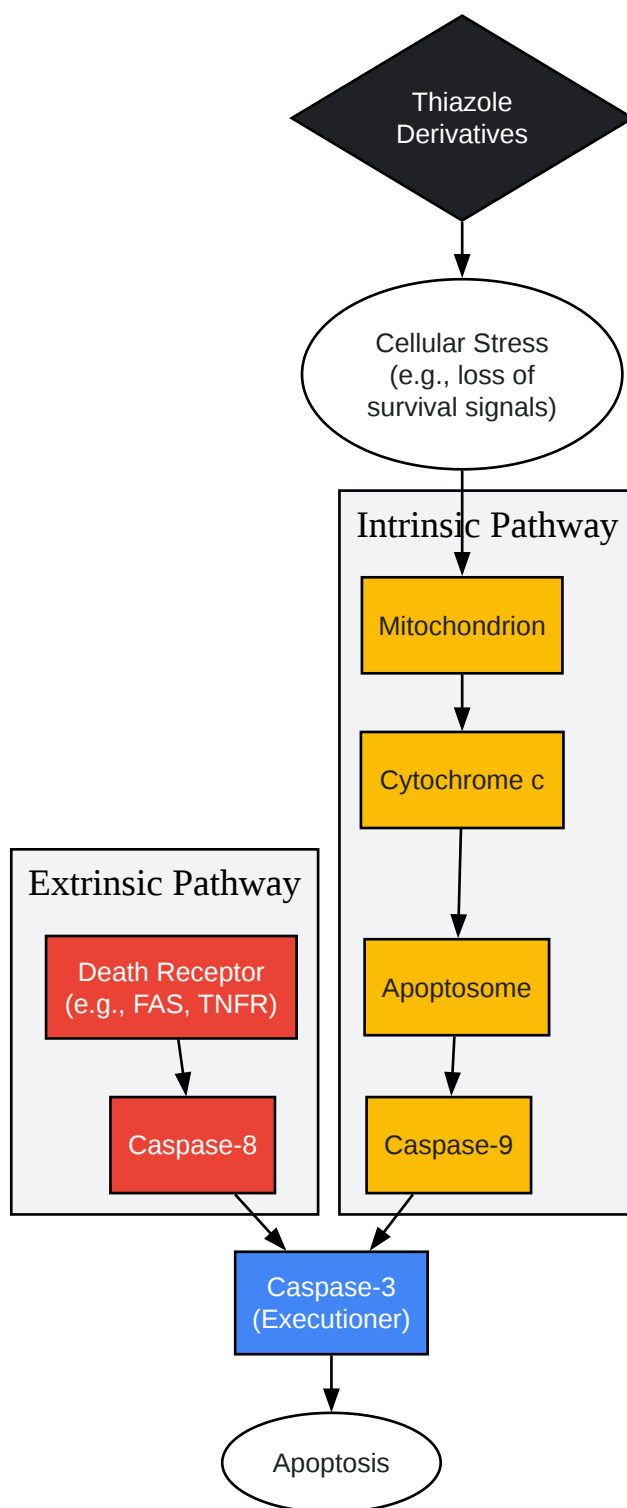 Thiazole
Derivatives
Cellular Stress
(e.g., loss of
survival signals)
Intrinsic Pathway
Mitochondrion
Cytochrome c
Extrinsic Pathway
Death Receptor
(e.g., FAS, TNFR)
Apoptosome
Caspase-8
Caspase-9
Caspase-3
(Executioner)
Apoptosis